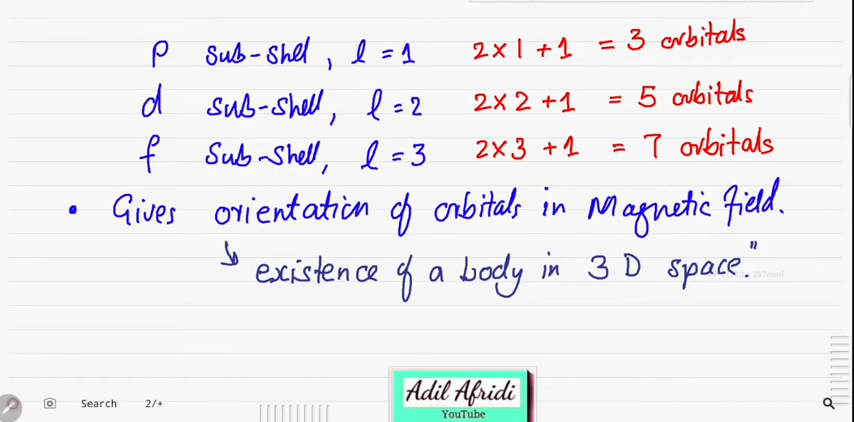 p sub-shell, l = 1 2 × 1 + 1 = 3 orbitals
d sub-shell, l = 2 2 × 2 + 1 = 5 orbitals
f sub-shell, l = 3 2 × 3 + 1 = 7 orbitals
• Gives orientation of orbitals in Magnetic field.
↳ existence of a body in 3 D space."
Adil Afridi
YouTube
Search 2/+